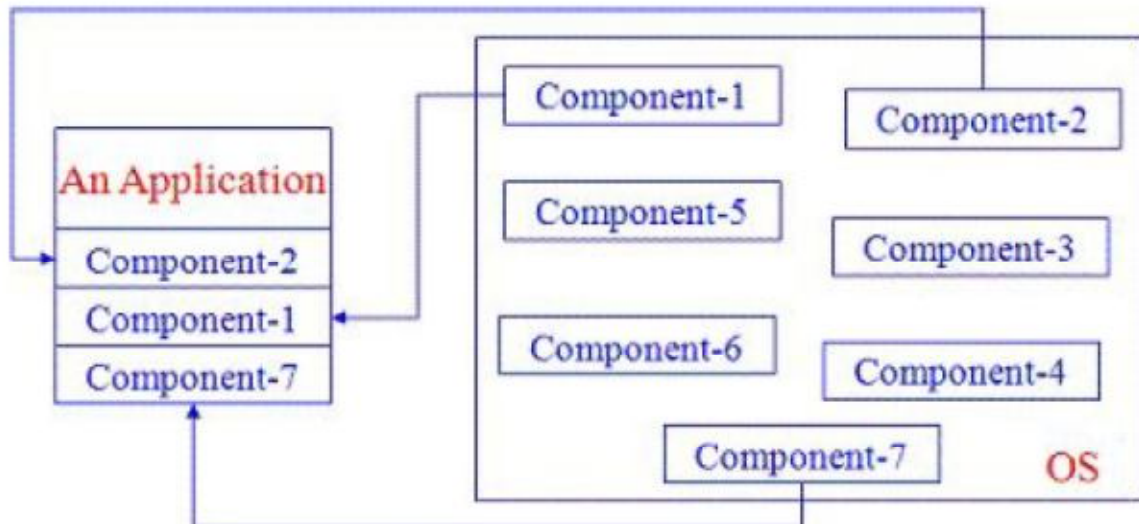 An Application
Component-2
Component-1
Component-7
Component-1
Component-2
Component-5
Component-3
Component-6
Component-4
Component-7
OS